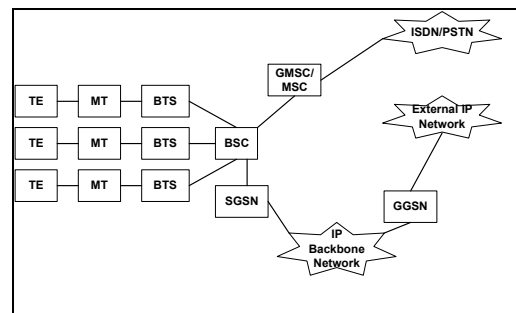 ISDN/PSTN
GMSC/
MSC
TE MT BTS
External IP
Network
TE MT BTS BSC
TE MT BTS
SGSN
GGSN
IP
Backbone
Network